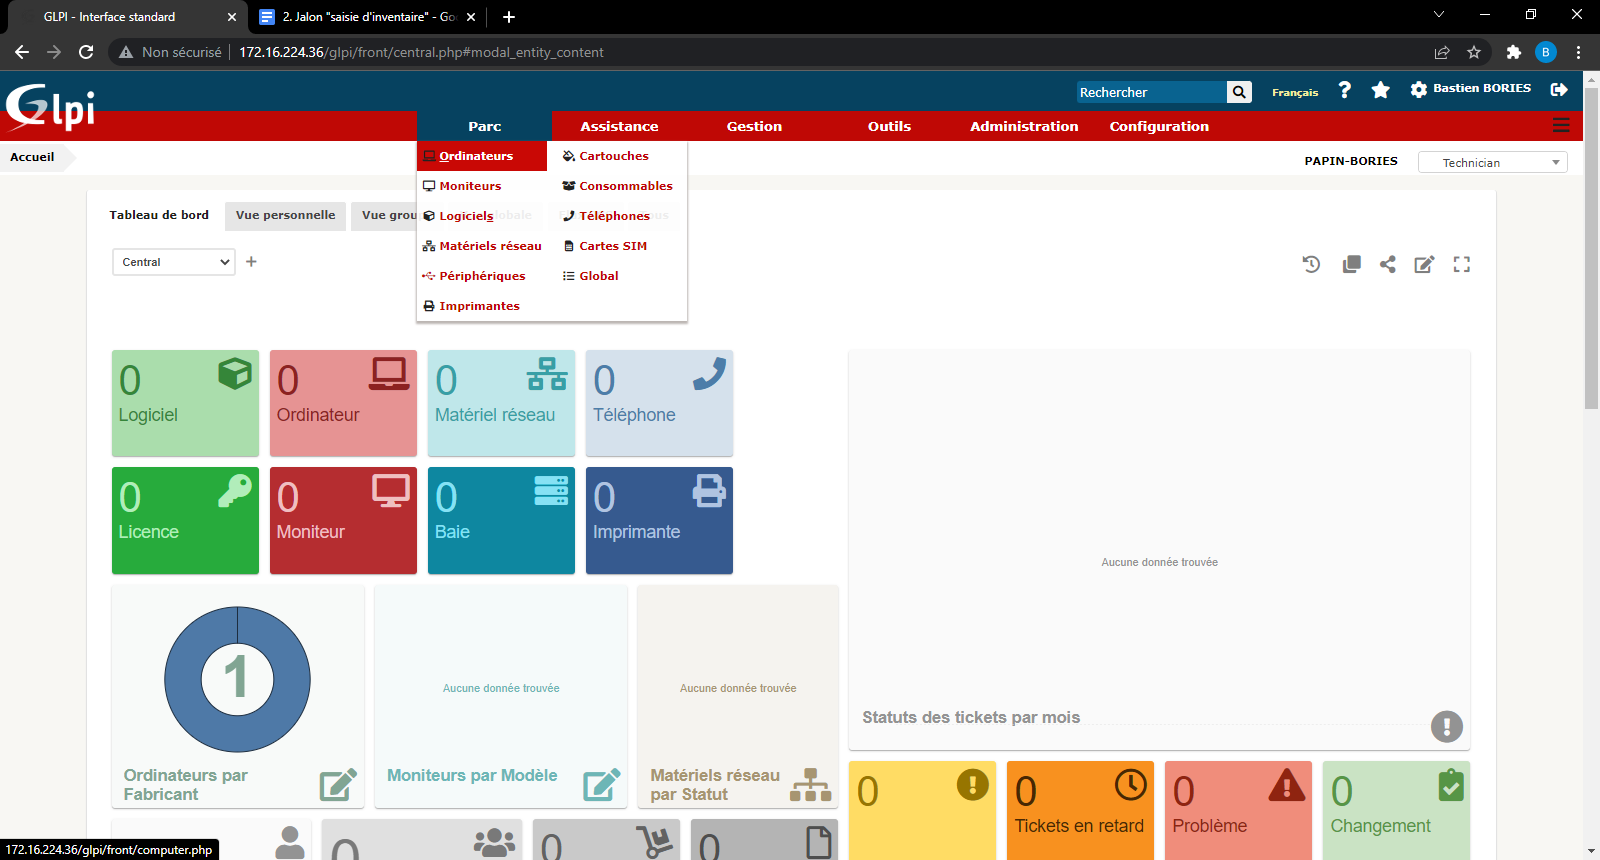 GLPI - Interface standard
2. Jalon "saisie d'inventaire" - Go
Non sécurisé
172.16.224.36/glpi/front/central.php#modal_entity_content
B
Glpi
Rechercher
Français
?
Bastien BORIES
Parc
Assistance
Gestion
Outils
Administration
Configuration
Accueil
PAPIN-BORIES
Technician
Ordinateurs
Cartouches
Moniteurs
Consommables
Logiciels
Téléphones
Matériels réseau
Cartes SIM
Périphériques
Global
Imprimantes
Tableau de bord
Vue personnelle
Vue grou
Central
0
Logiciel
0
Ordinateur
0
Matériel réseau
0
Téléphone
0
Licence
0
Moniteur
0
Baie
0
Imprimante
Aucune donnée trouvée
Statuts des tickets par mois
1
Ordinateurs par
Fabricant
Aucune donnée trouvée
Moniteurs par Modèle
Aucune donnée trouvée
Matériels réseau
par Statut
0
0
Tickets en retard
0
Problème
0
Changement
0
0
0
172.16.224.36/glpi/front/computer.php